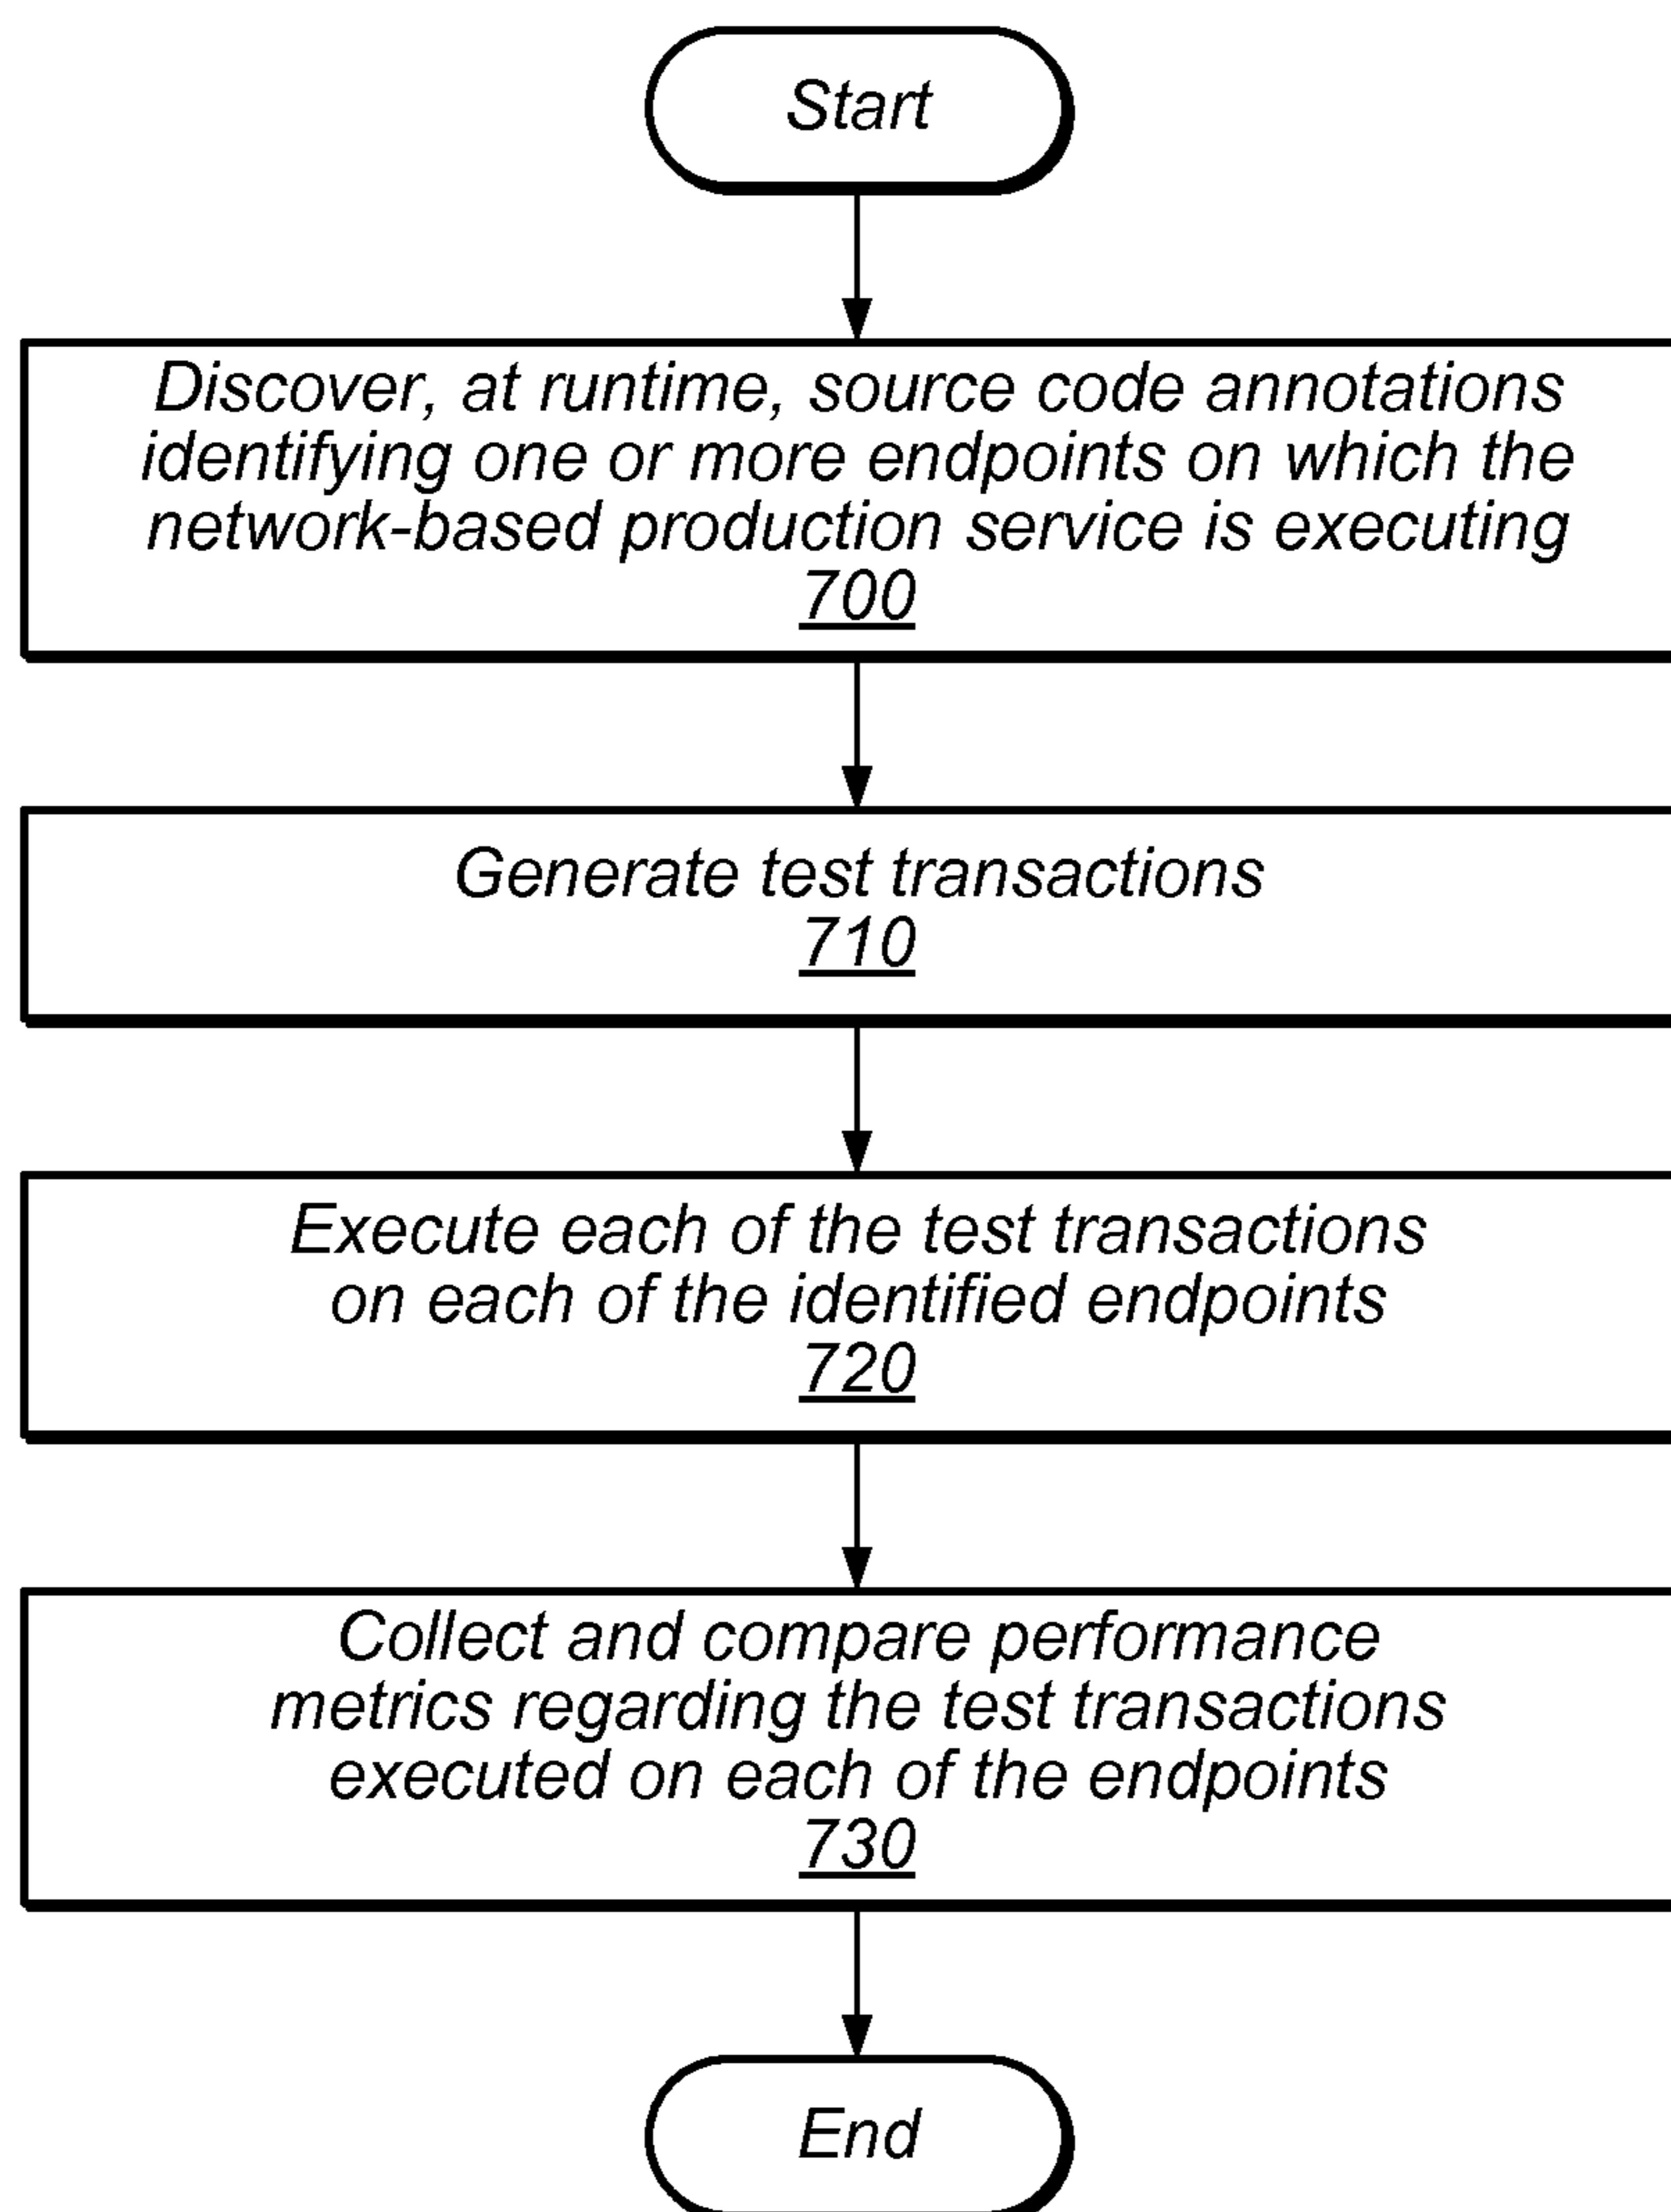 Start
Discover, at runtime, source code annotations
identifying one or more endpoints on which the
network-based production service is executing
700
Generate test transactions
710
Execute each of the test transactions
on each of the identified endpoints
720
Collect and compare performance
metrics regarding the test transactions
executed on each of the endpoints
730
End